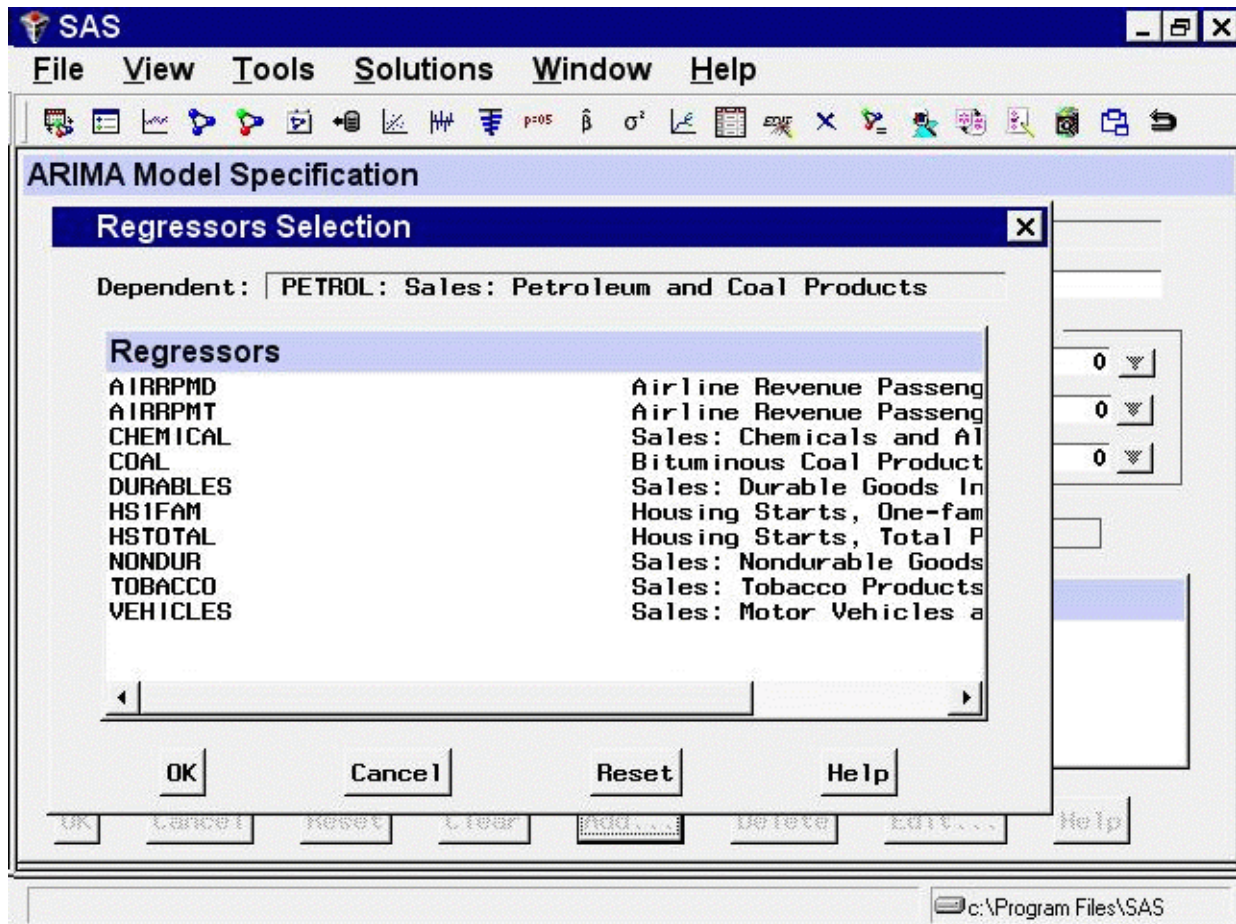 SAS
File View Tools Solutions Window Help
p=05 β̂ σ² EDIT
ARIMA Model Specification
Regressors Selection
Dependent: PETROL: Sales: Petroleum and Coal Products
Regressors
AIRRPMD Airline Revenue Passeng
AIRRPMT Airline Revenue Passeng
CHEMICAL Sales: Chemicals and Al
COAL Bituminous Coal Product
DURABLES Sales: Durable Goods In
HS1FAM Housing Starts, One-fam
HSTOTAL Housing Starts, Total P
NONDUR Sales: Nondurable Goods
TOBACCO Sales: Tobacco Products
VEHICLES Sales: Motor Vehicles a
0
0
0
OK Cancel Reset Help
OK Cancel Reset Clear Add... Delete Edit... Help
c:\Program Files\SAS